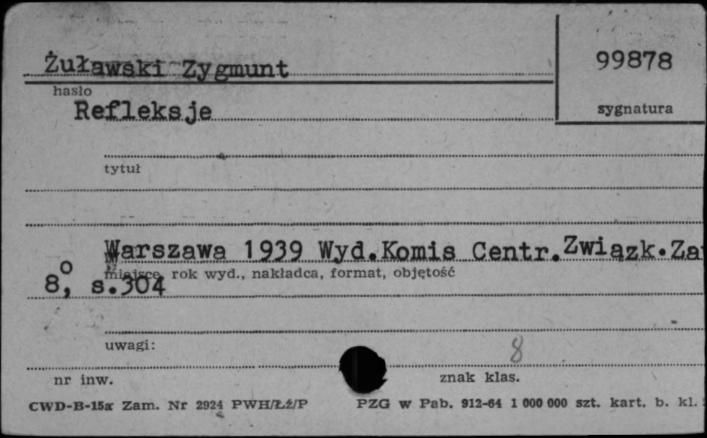 Żuławski Zygmunt
99878
hasło
sygnatura
Refleksje
tytuł
Warszawa 1939 Wyd.Komis Centr.Związk.Za
miejsce, rok wyd., nakładca, format, objętość
8°, s.304
uwagi:
8
nr inw.
znak klas.
CWD-B-15a Zam. Nr 2924 PWH/Łź/P PZG w Pab. 912-64 1 000 000 szt. kart. b. kl.